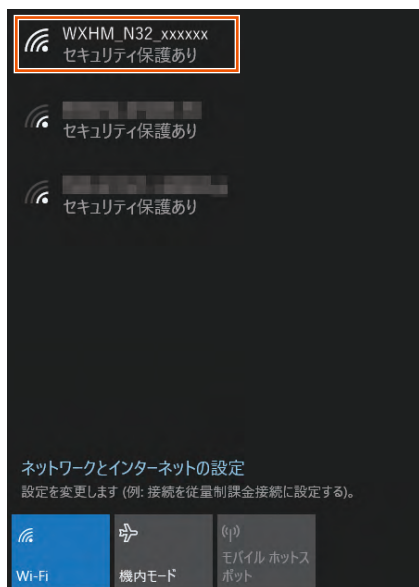 WXHM_N32_xxxxxx
セキュリティ保護あり
セキュリティ保護あり
セキュリティ保護あり
ネットワークとインターネットの設定
設定を変更します (例: 接続を従量制課金接続に設定する)。
Wi-Fi
機内モード
モバイル ホットス
ポット